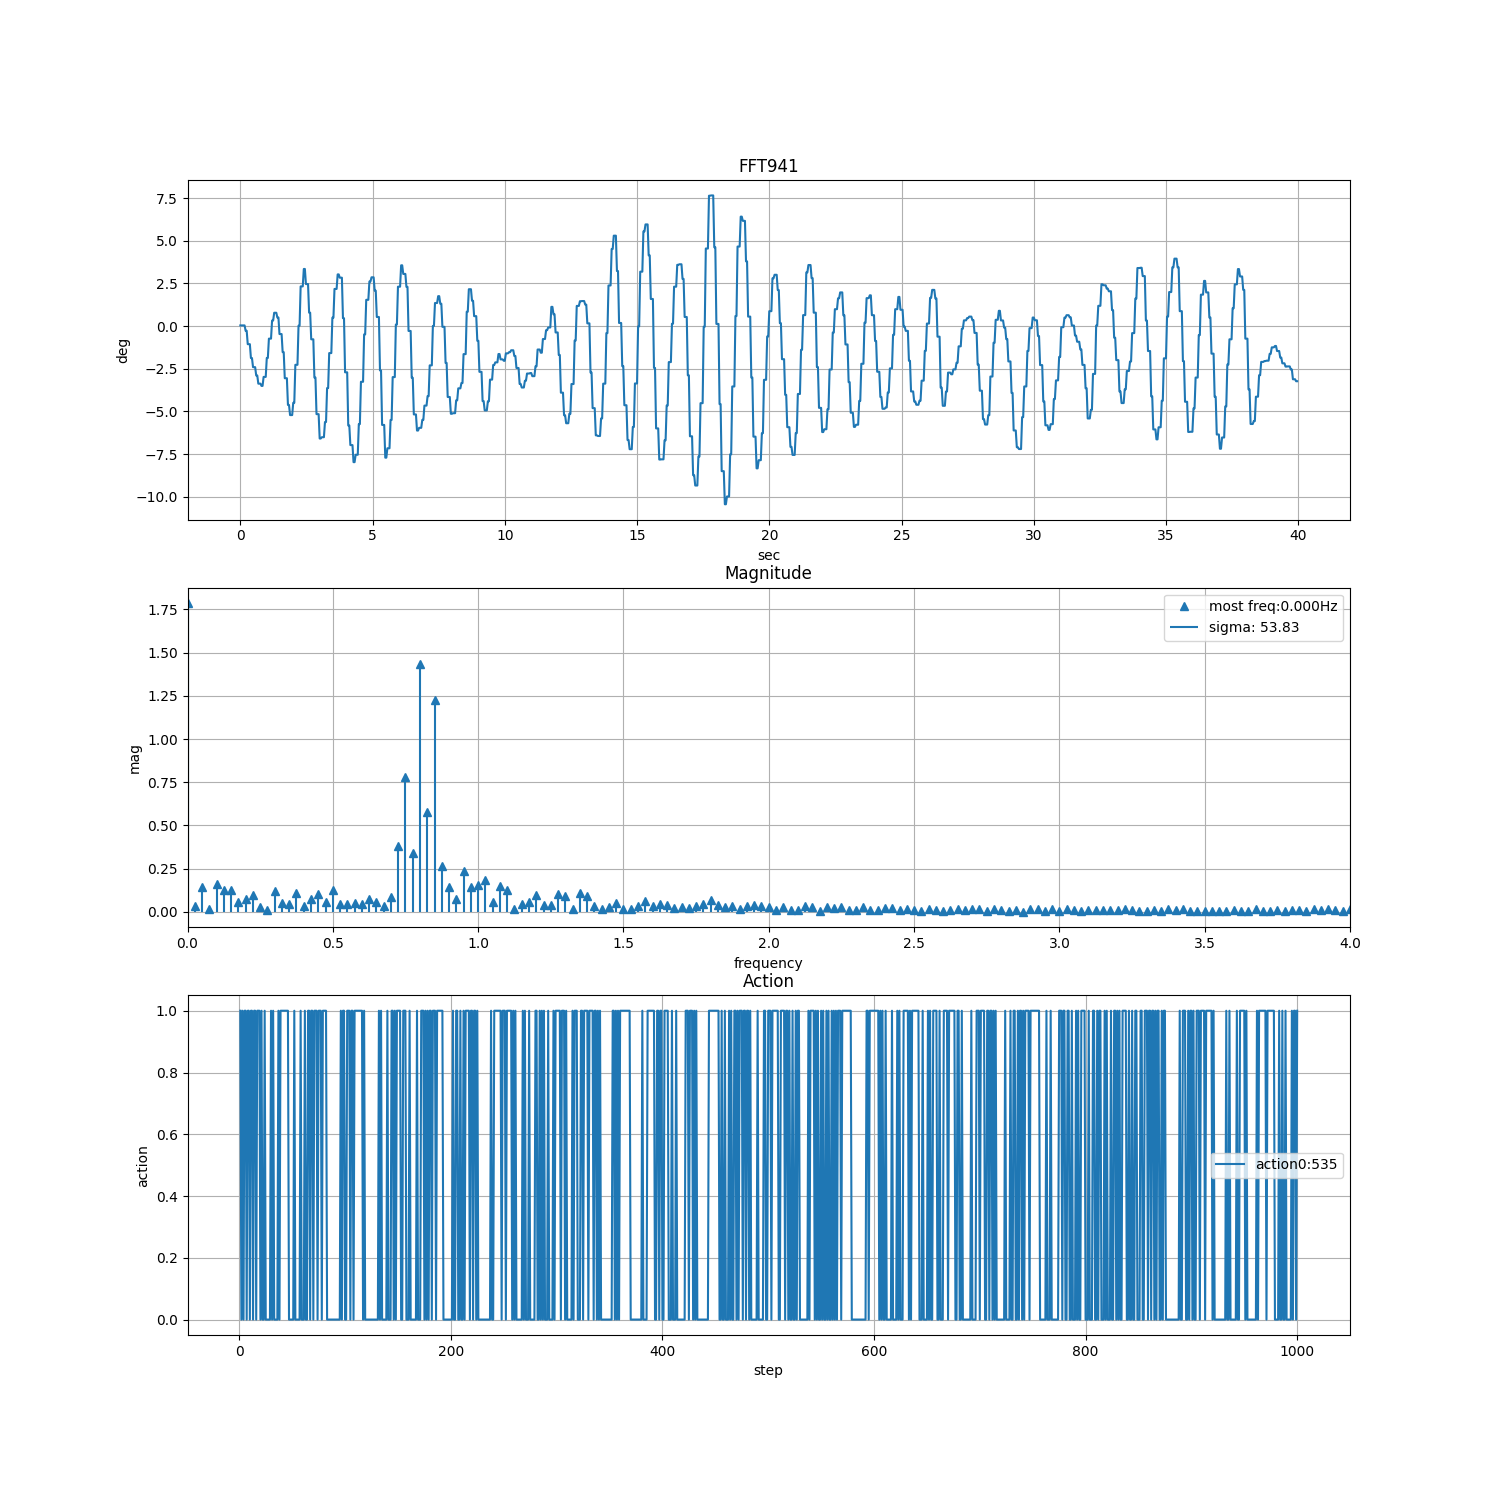 FFT941
7.5
5.0
2.5
0.0
−2.5
−5.0
−7.5
−10.0
deg
0 5 10 15 20 25 30 35 40
sec
Magnitude
1.75
1.50
1.25
1.00
0.75
0.50
0.25
0.00
mag
most freq:0.000Hz
sigma: 53.83
0.0 0.5 1.0 1.5 2.0 2.5 3.0 3.5 4.0
frequency
Action
1.0
0.8
0.6
0.4
0.2
0.0
action
action0:535
0 200 400 600 800 1000
step